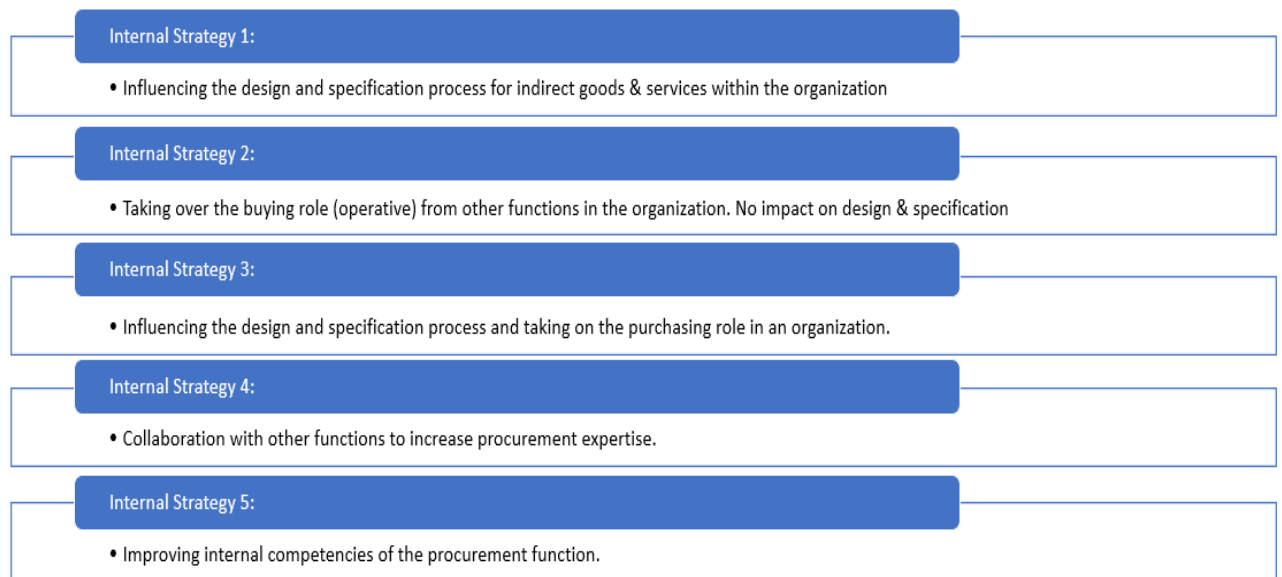 Internal Strategy 1:
• Influencing the design and specification process for indirect goods & services within the organization
Internal Strategy 2:
• Taking over the buying role (operative) from other functions in the organization. No impact on design & specification
Internal Strategy 3:
• Influencing the design and specification process and taking on the purchasing role in an organization.
Internal Strategy 4:
• Collaboration with other functions to increase procurement expertise.
Internal Strategy 5:
• Improving internal competencies of the procurement function.